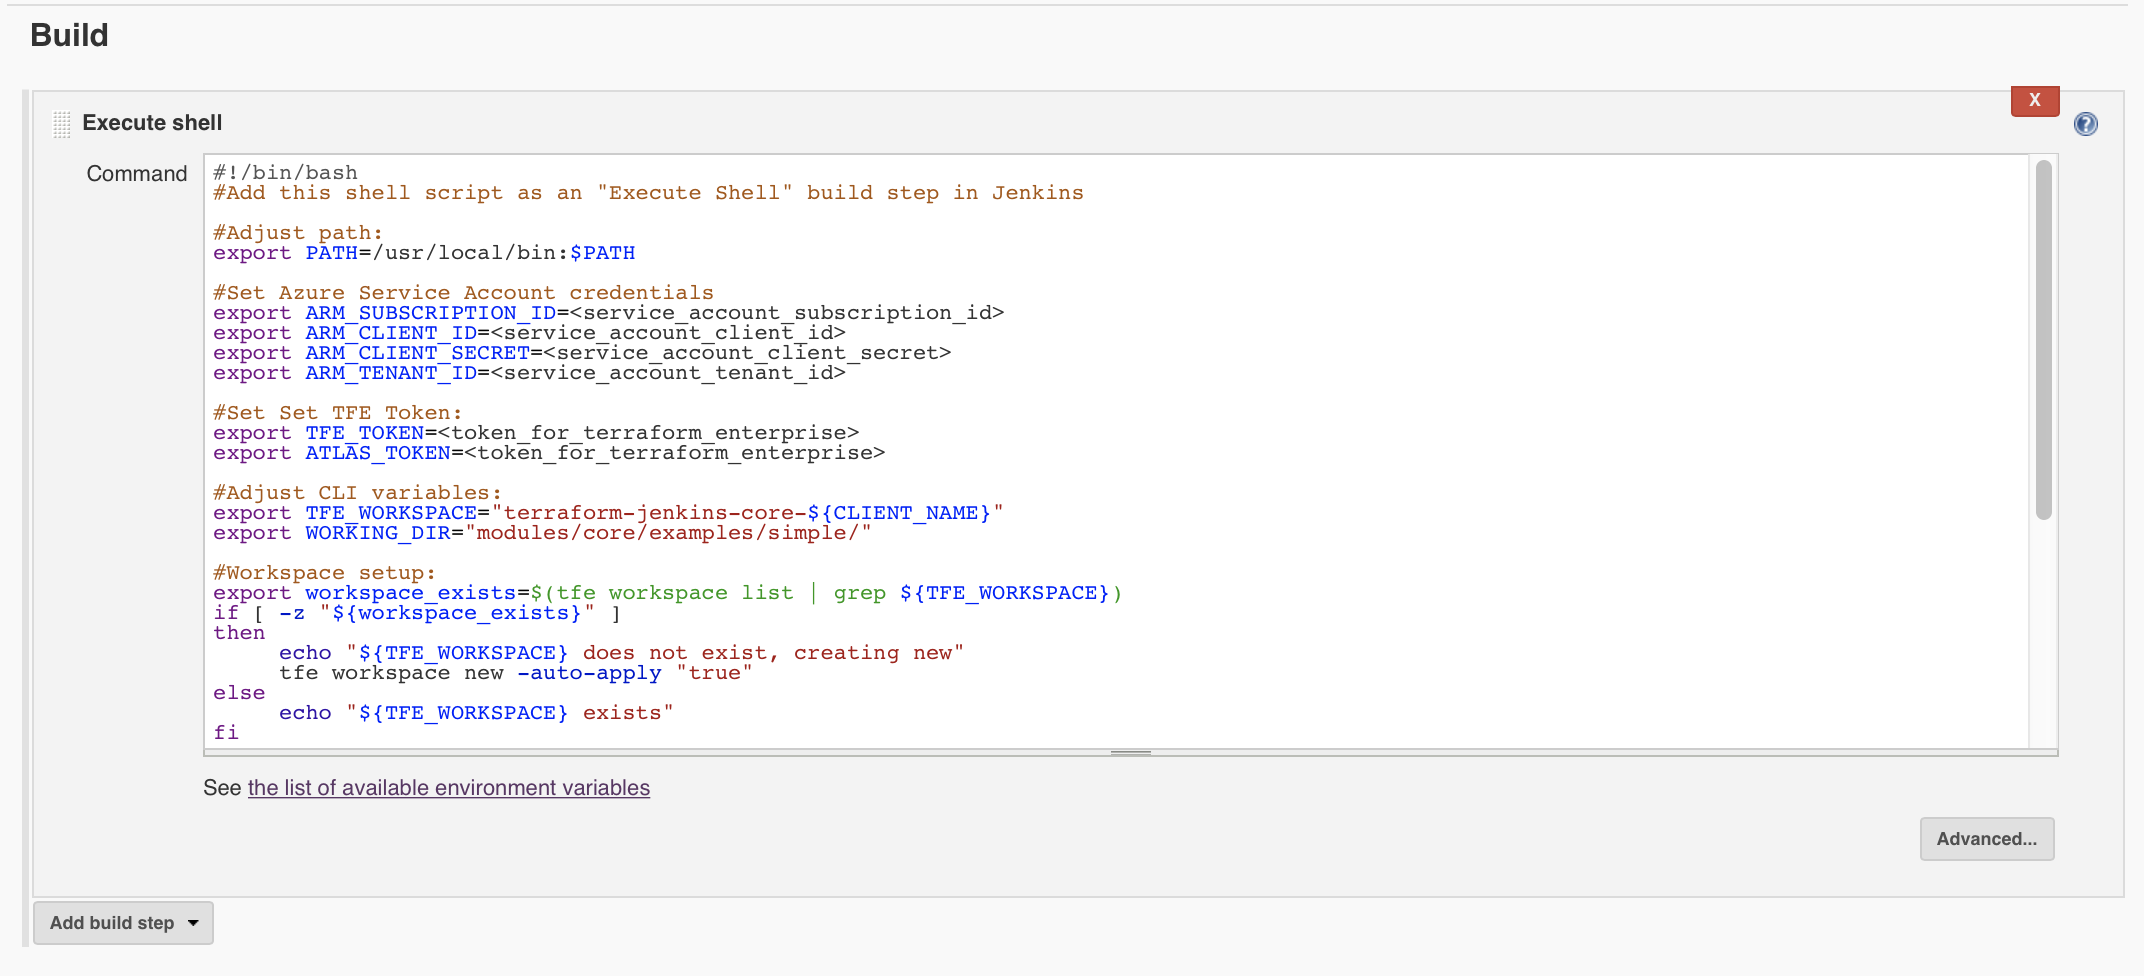 Build
Execute shell
X
?
Command
#!/bin/bash
#Add this shell script as an "Execute Shell" build step in Jenkins
#Adjust path:
export PATH=/usr/local/bin:$PATH
#Set Azure Service Account credentials
export ARM_SUBSCRIPTION_ID=<service_account_subscription_id>
export ARM_CLIENT_ID=<service_account_client_id>
export ARM_CLIENT_SECRET=<service_account_client_secret>
export ARM_TENANT_ID=<service_account_tenant_id>
#Set Set TFE Token:
export TFE_TOKEN=<token_for_terraform_enterprise>
export ATLAS_TOKEN=<token_for_terraform_enterprise>
#Adjust CLI variables:
export TFE_WORKSPACE="terraform-jenkins-core-${CLIENT_NAME}"
export WORKING_DIR="modules/core/examples/simple/"
#Workspace setup:
export workspace_exists=$(tfe workspace list | grep ${TFE_WORKSPACE})
if [ -z "${workspace_exists}" ]
then
     echo "${TFE_WORKSPACE} does not exist, creating new"
     tfe workspace new -auto-apply "true"
else
     echo "${TFE_WORKSPACE} exists"
fi
See the list of available environment variables
Advanced...
Add build step